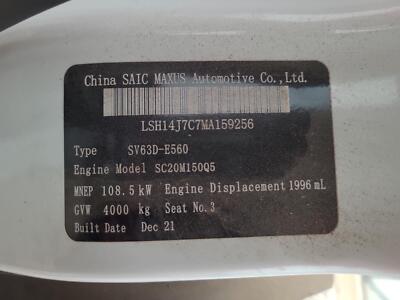 China SAIC MAXUS Automotive Co.,Ltd.
LSH14J7C7MA159256
Type SV63D-E560
Engine Model SC20M150Q5
MNEP 108.5 kW Engine Displacement 1996 mL
GVW 4000 kg Seat No. 3
Built Date Dec 21